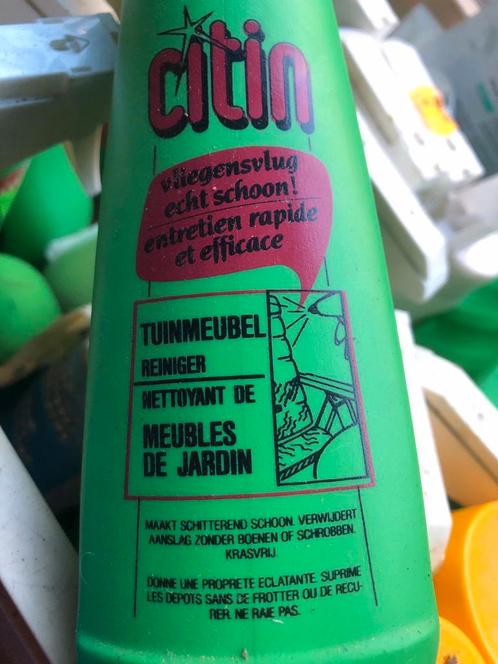 citin
vliegensvlug
echt schoon!
entretien rapide
et efficace
TUINMEUBEL
REINIGER
NETTOYANT DE
MEUBLES
DE JARDIN
MAAKT SCHITTEREND SCHOON. VERWIJDERT
AANSLAG ZONDER BOENEN OF SCHROBBEN.
KRASVRIJ.
DONNE UNE PROPRETE ECLATANTE. SUPRIME
LES DEPOTS SANS DE FROTTER OU DE RECU-
RER. NE RAIE PAS.